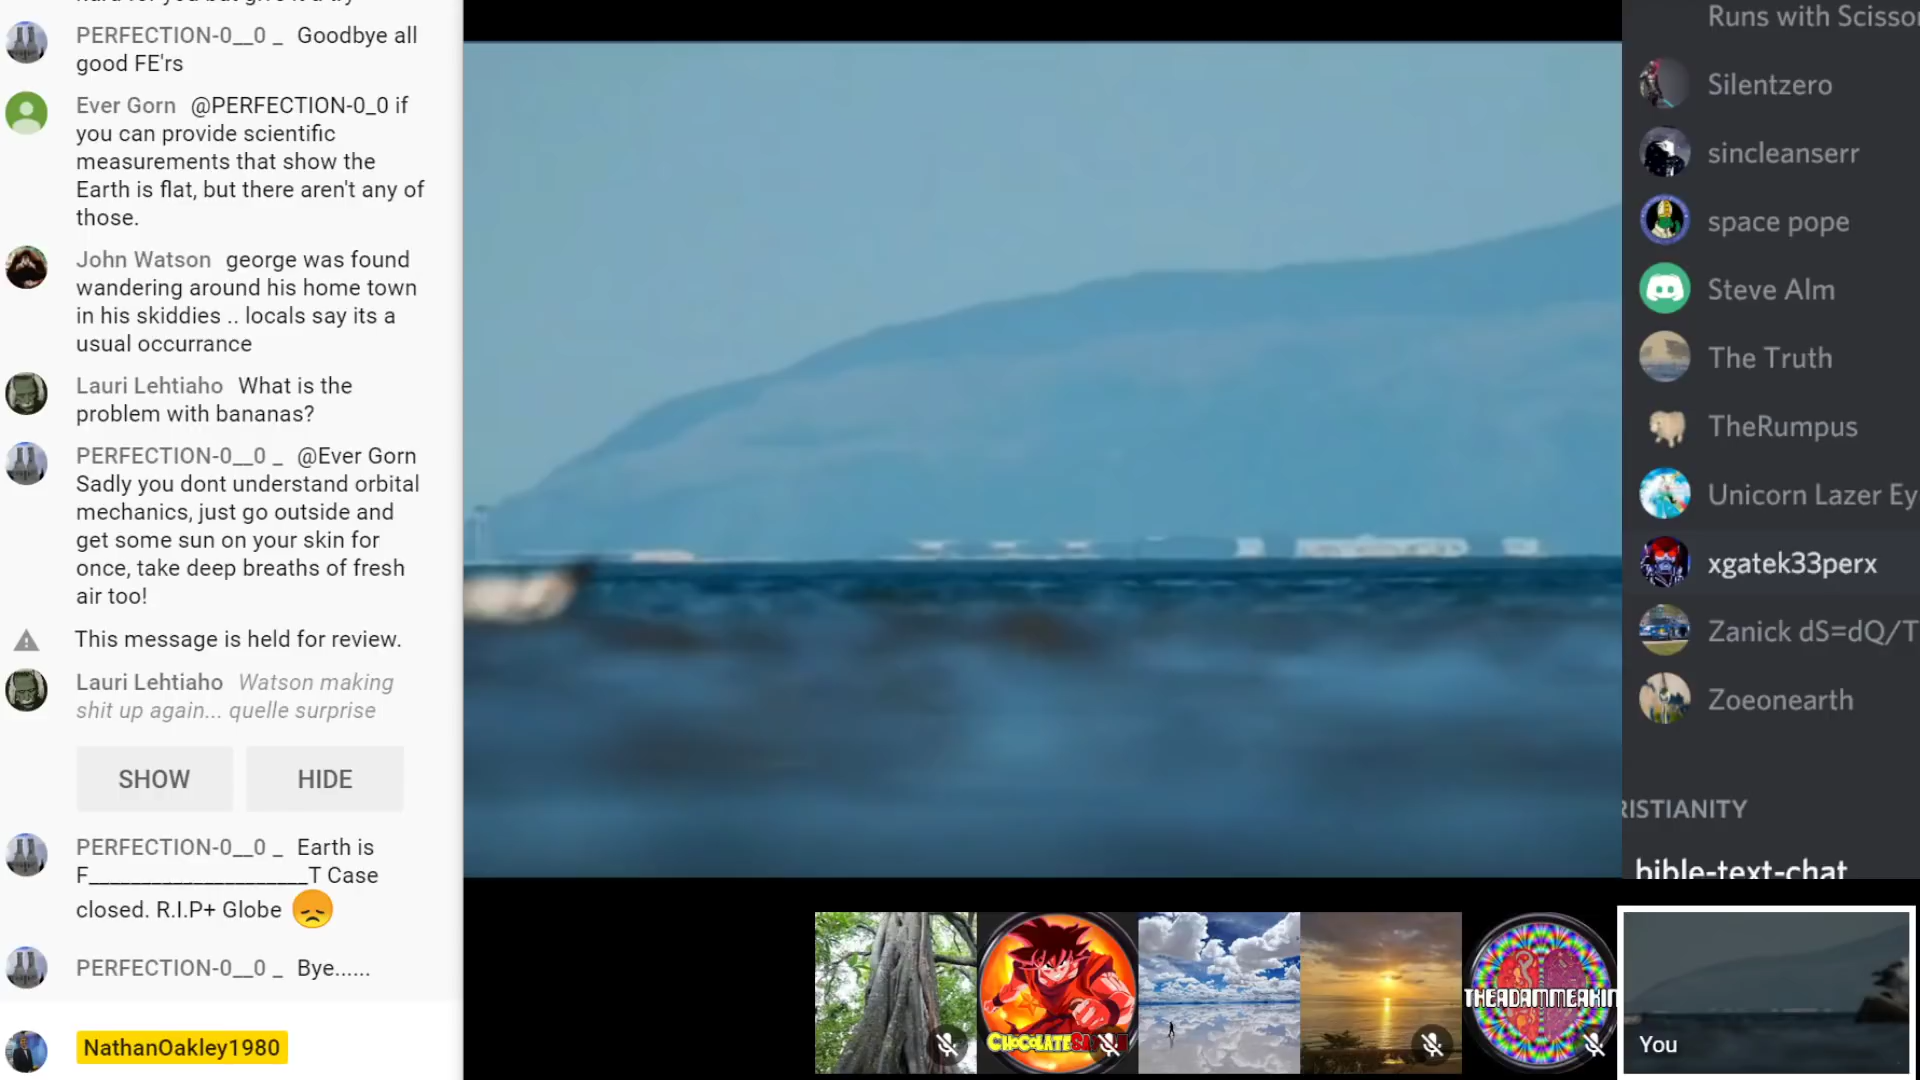 PERFECTION-0__0 _ Goodbye all
good FE'rs
Ever Gorn @PERFECTION-0_0 if
you can provide scientific
measurements that show the
Earth is flat, but there aren't any of
those.
John Watson george was found
wandering around his home town
in his skiddies .. locals say its a
usual occurrance
Lauri Lehtiaho What is the
problem with bananas?
PERFECTION-0__0 _ @Ever Gorn
Sadly you dont understand orbital
mechanics, just go outside and
get some sun on your skin for
once, take deep breaths of fresh
air too!
This message is held for review.
Lauri Lehtiaho Watson making
shit up again... quelle surprise
SHOW HIDE
PERFECTION-0__0 _ Earth is
F____________________T Case
closed. R.I.P+ Globe
PERFECTION-0__0 _ Bye......
NathanOakley1980
Runs with Scissor
Silentzero
sincleanserr
space pope
Steve Alm
The Truth
TheRumpus
Unicorn Lazer Ey
xgatek33perx
Zanick dS=dQ/T
Zoeonearth
RISTIANITY
bible-text-chat
THEADAMMEAKIN
You